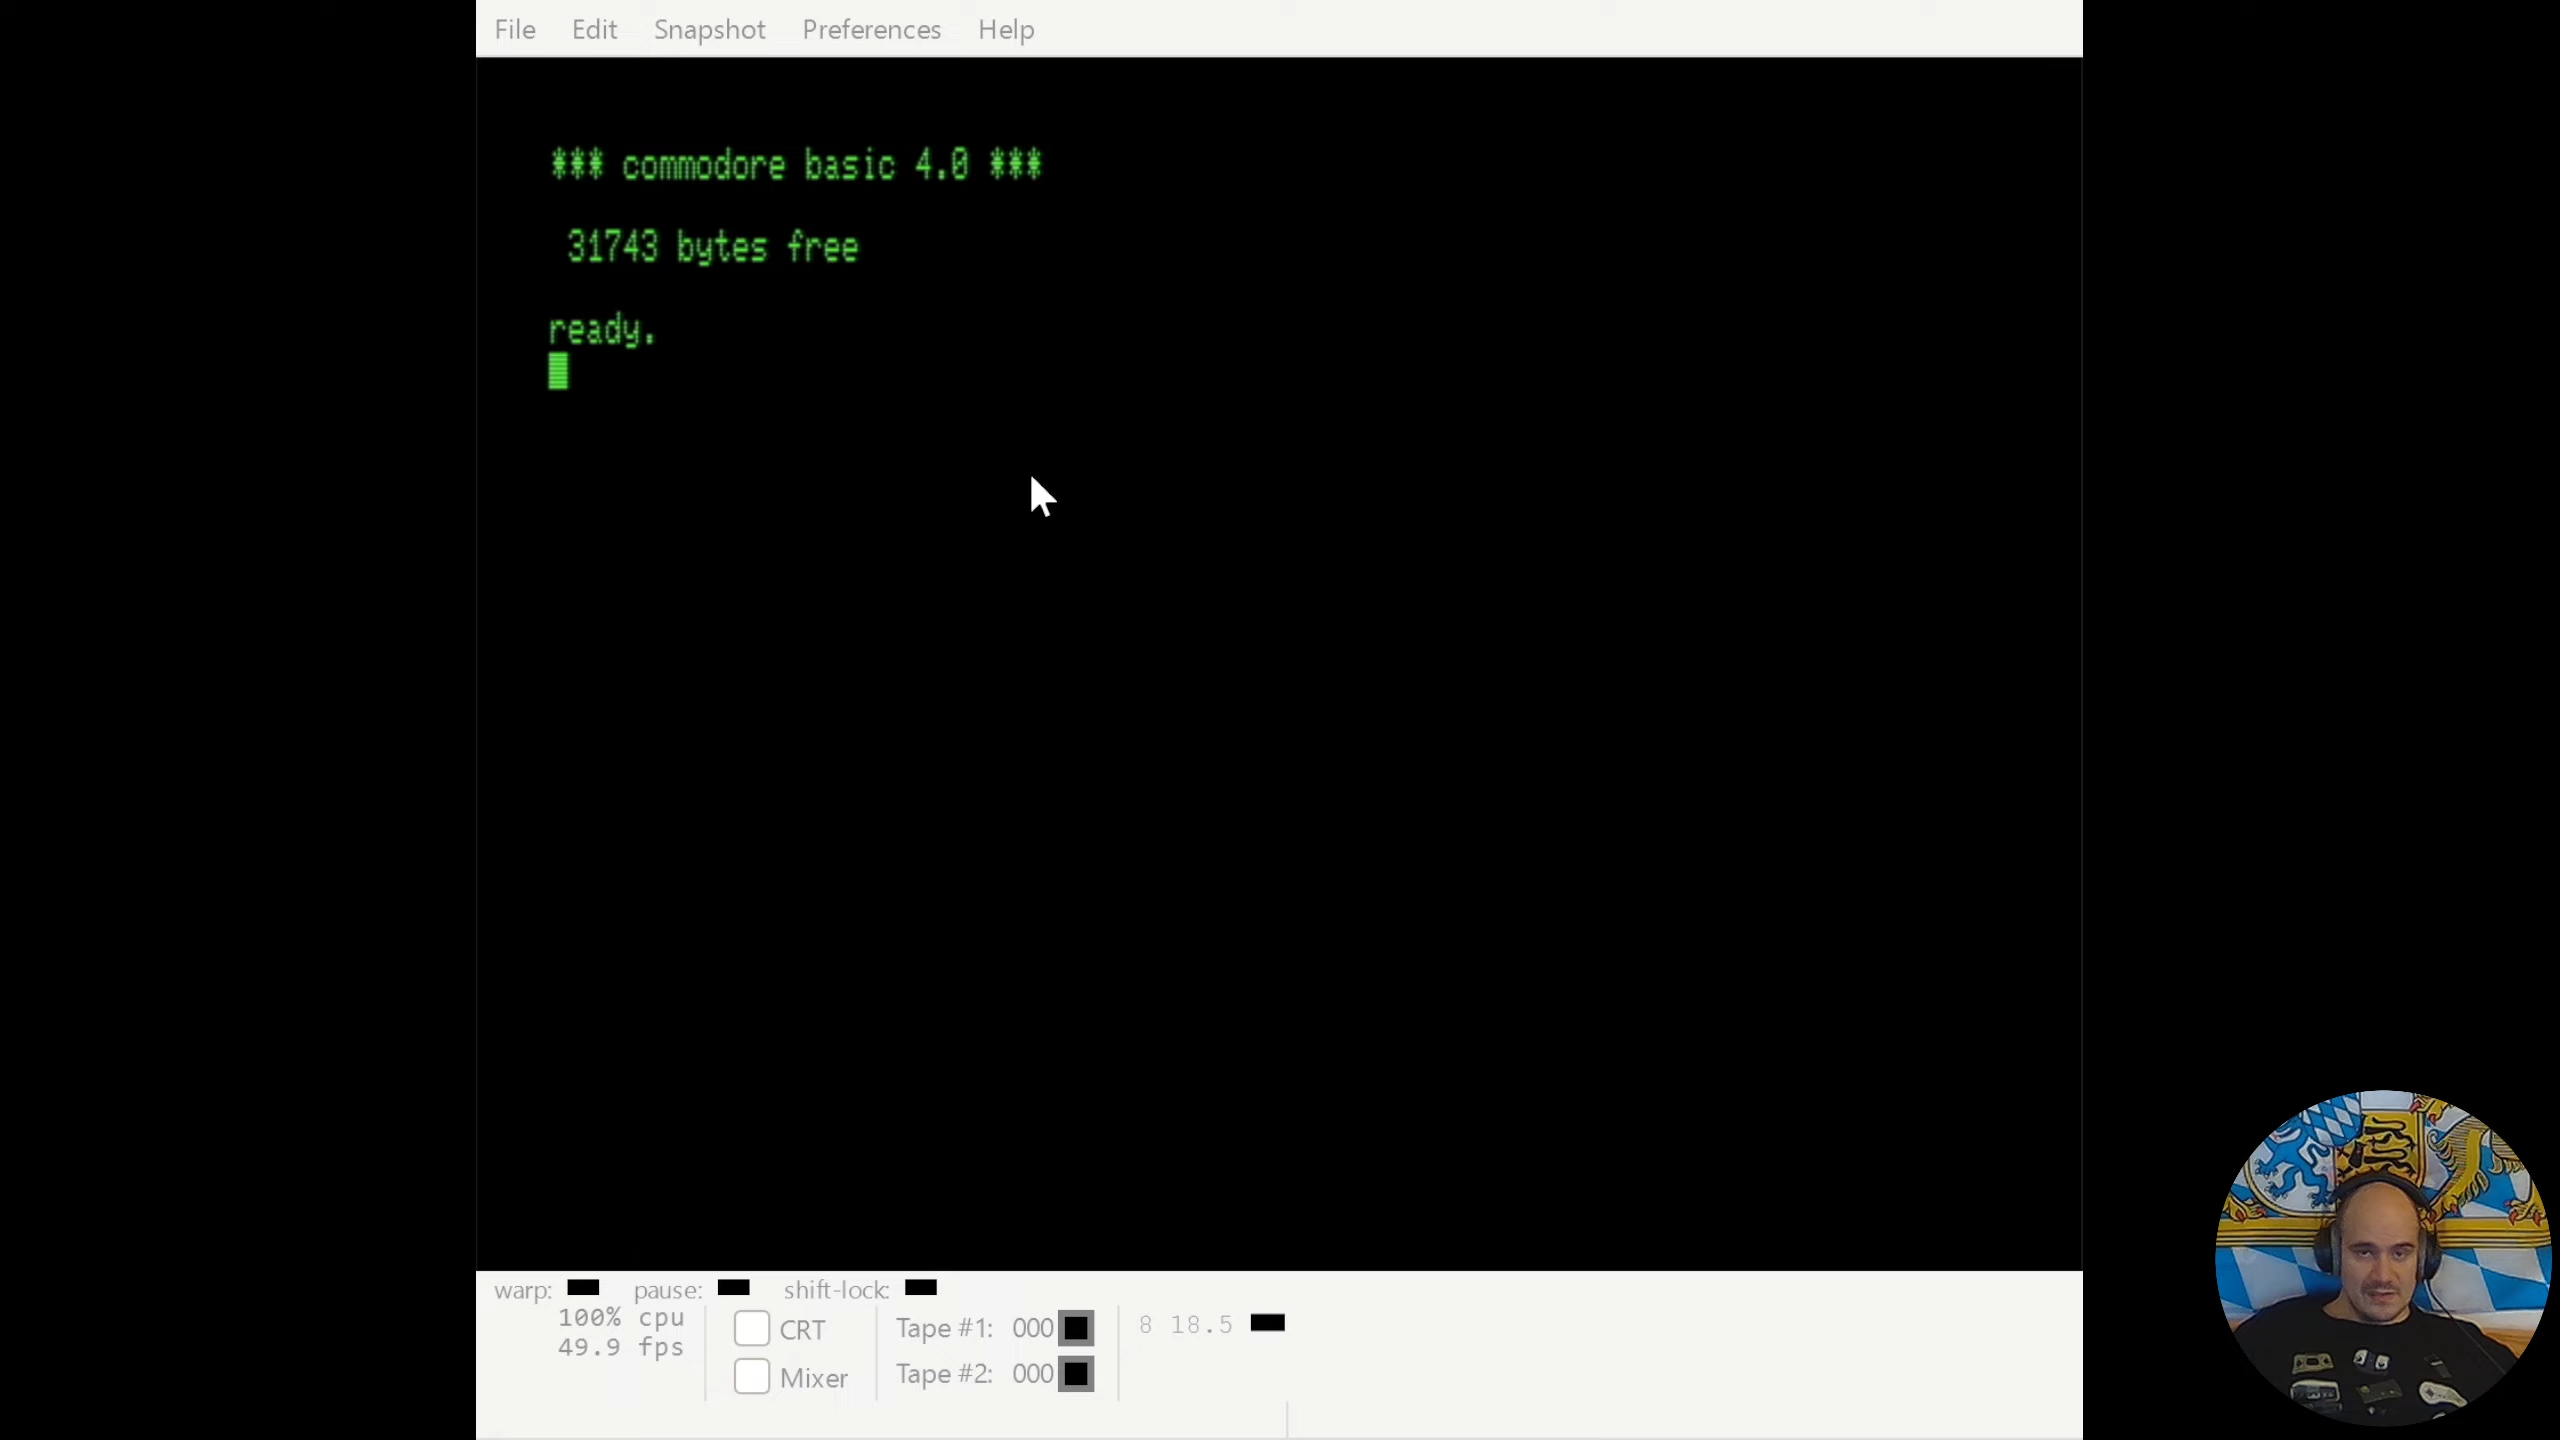 File Edit Snapshot Preferences Help
*** commodore basic 4.0 ***
31743 bytes free
ready.
warp: pause: shift-lock:
100% cpu
49.9 fps
CRT
Mixer
Tape #1: 000
Tape #2: 000
8 18.5